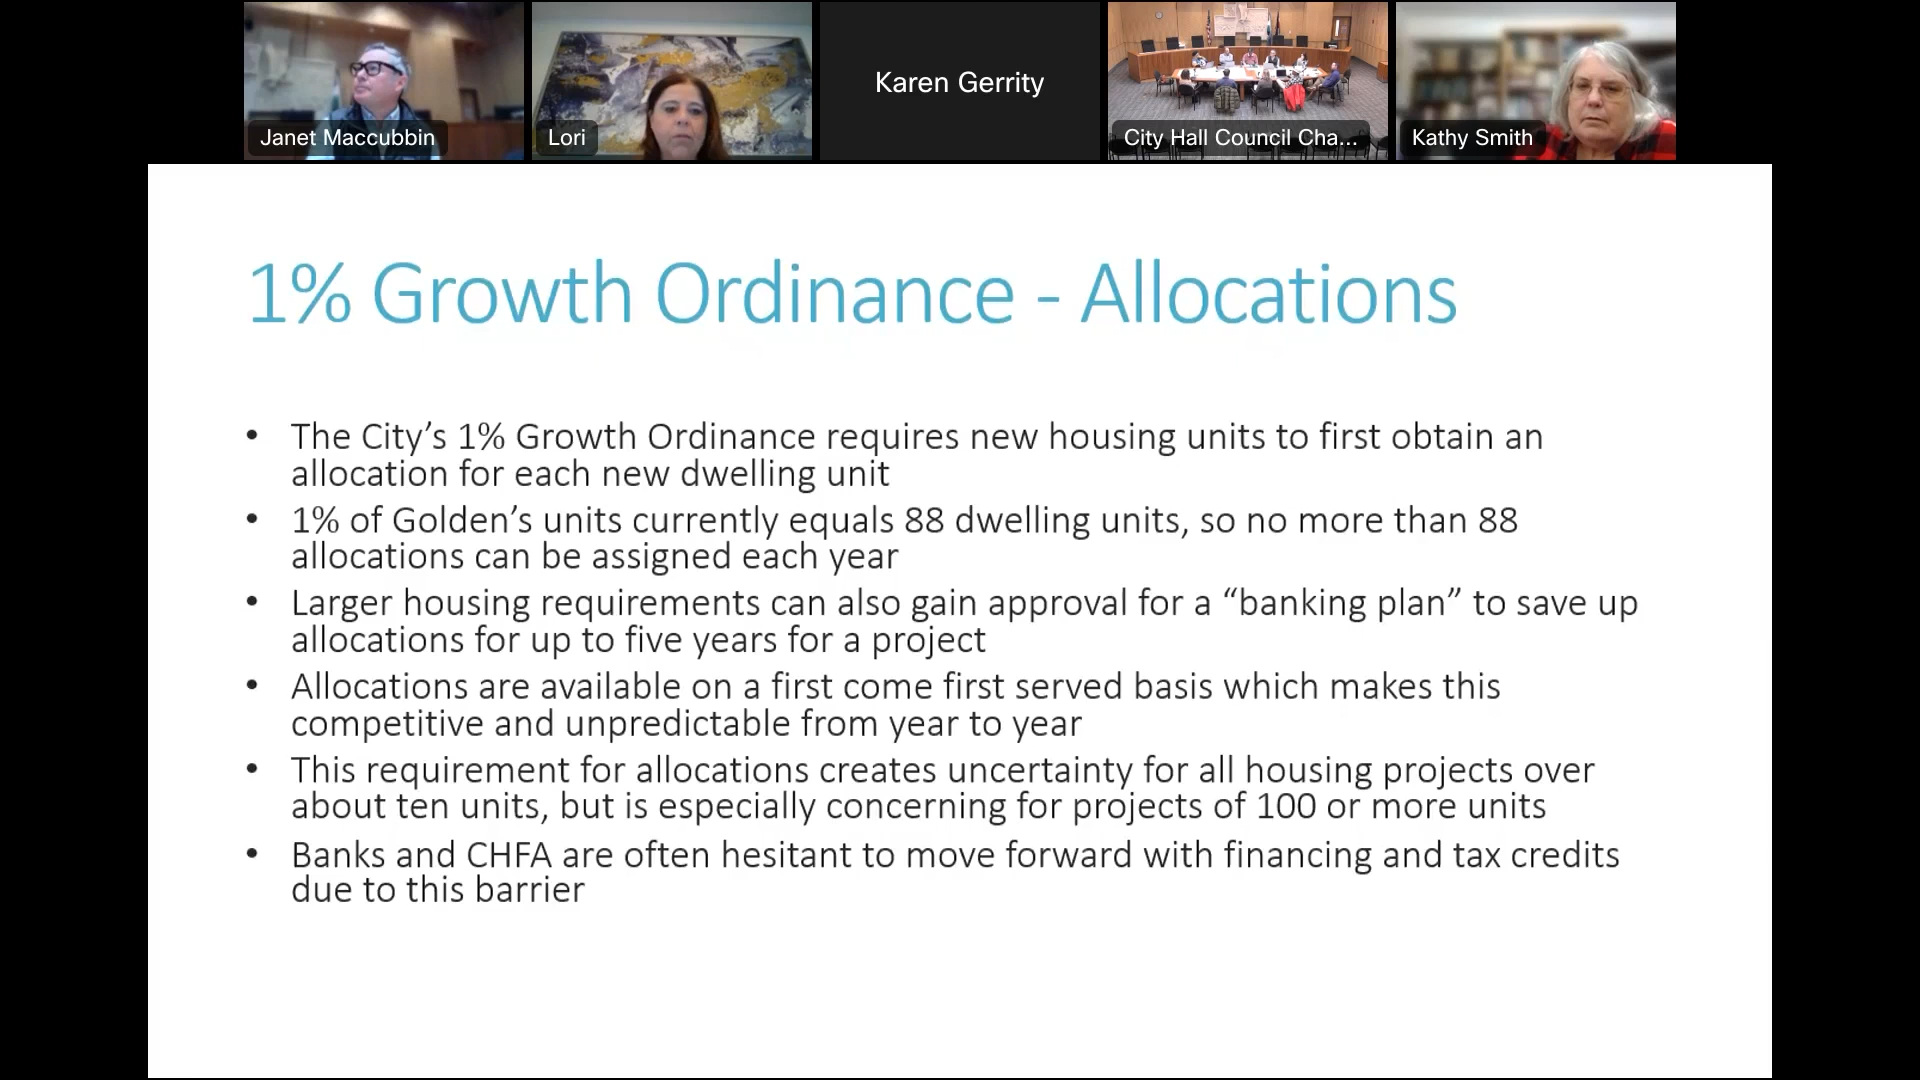 Janet Maccubbin
Lori
Karen Gerrity
City Hall Council Cha...
Kathy Smith
1% Growth Ordinance - Allocations
• The City’s 1% Growth Ordinance requires new housing units to first obtain an
allocation for each new dwelling unit
• 1% of Golden’s units currently equals 88 dwelling units, so no more than 88
allocations can be assigned each year
• Larger housing requirements can also gain approval for a “banking plan” to save up
allocations for up to five years for a project
• Allocations are available on a first come first served basis which makes this
competitive and unpredictable from year to year
• This requirement for allocations creates uncertainty for all housing projects over
about ten units, but is especially concerning for projects of 100 or more units
• Banks and CHFA are often hesitant to move forward with financing and tax credits
due to this barrier